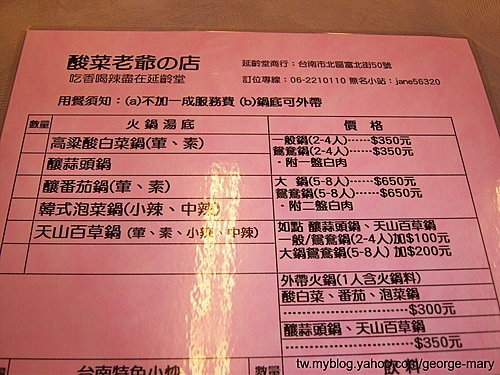 酸菜老爺の店
吃香喝辣盡在延齡堂
延齡堂商行：台南市北區富北街50號
訂位專線：06-2210110 無名小站：jane56320
用餐須知：(a)不加一成服務費 (b)鍋底可外帶
數量 火鍋湯底 價格
高粱酸白菜鍋(葷、素)
釀蒜頭鍋
釀番茄鍋(葷、素)
韓式泡菜鍋(小辣、中辣)
天山百草鍋(葷、素、小辣、中辣)
一般鍋(2-4人)……$350元
鴛鴦鍋(2-4人)……$350元
・附一盤白肉
大 鍋(5-8人)……$650元
鴛鴦鍋(5-8人)……$650元
・附二盤白肉
如點 釀蒜頭鍋、天山百草鍋
一般/鴛鴦鍋(2-4人)加$100元
大鍋鴛鴦鍋(5-8人)加$200元
外帶火鍋(1人含火鍋料)
酸白菜、番茄、泡菜鍋
……………………$300元
釀蒜頭鍋、天山百草鍋
……………………$350元
數量 台南特色小炒 數量 飲料
tw.myblog.yahoo.com/george-mary